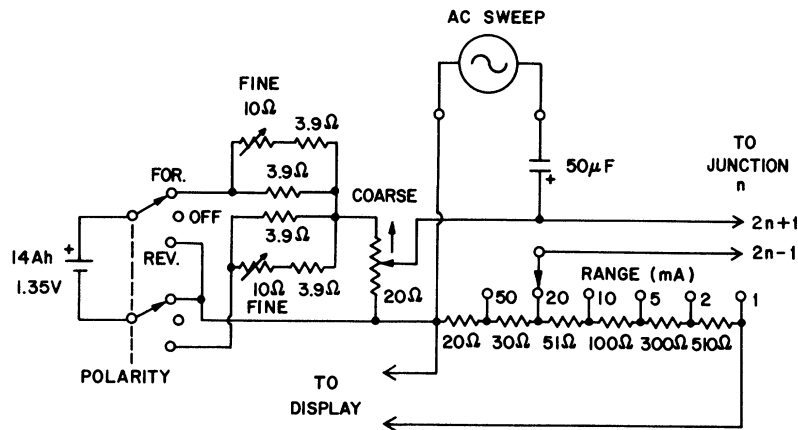 AC SWEEP
FINE
10Ω
3.9Ω
3.9Ω
3.9Ω
10Ω
FINE
3.9Ω
FOR.
OFF
REV.
14Ah
+
1.35V
POLARITY
COARSE
20Ω
50μF
+
TO
JUNCTION
n
2n+1
2n-1
RANGE (mA)
50
20
10
5
2
1
20Ω
30Ω
51Ω
100Ω
300Ω
510Ω
TO
DISPLAY